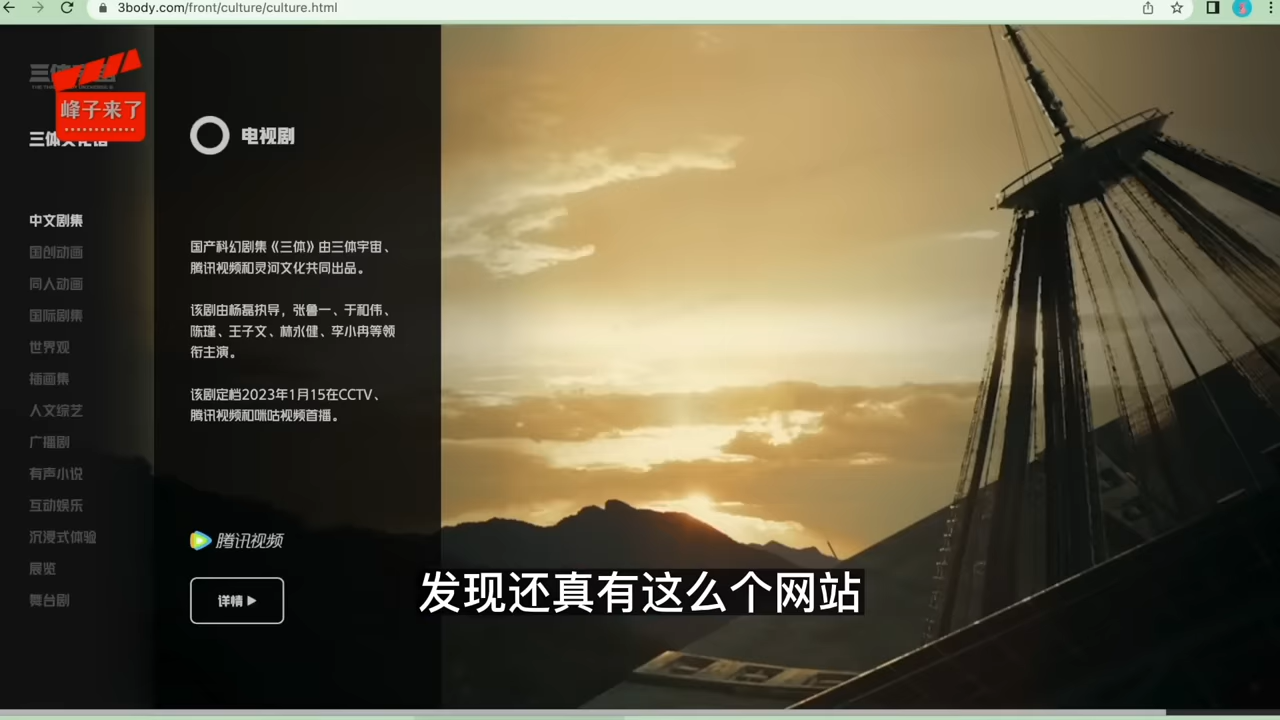 3body.com/front/culture/culture.html
峰子来了
电视剧
中文剧集
国创动画
同人动画
国际剧集
世界观
插画集
人文综艺
广播剧
有声小说
互动娱乐
沉浸式体验
展览
舞台剧
国产科幻剧集《三体》由三体宇宙、
腾讯视频和灵河文化共同出品。
该剧由杨磊执导，张鲁一、于和伟、
陈瑾、王子文、林永健、李小冉等领
衔主演。
该剧定档2023年1月15在CCTV、
腾讯视频和咪咕视频首播。
腾讯视频
详情▶
发现还真有这么个网站